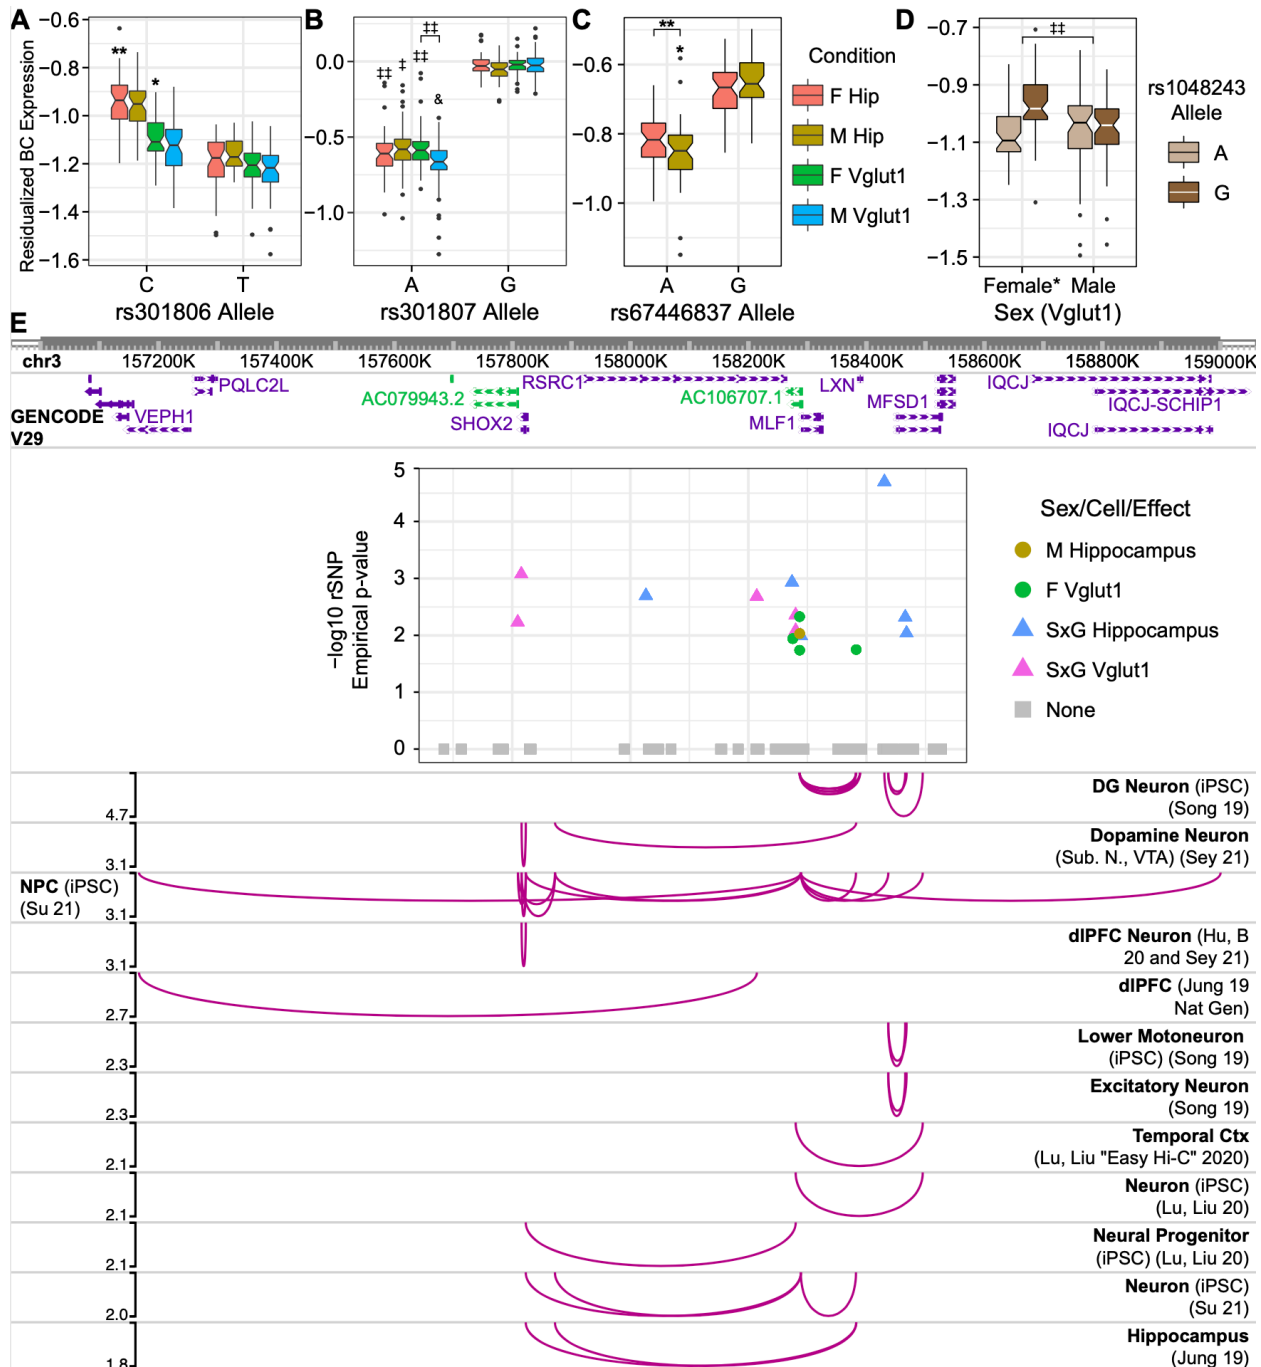 A
B
C
D
Residualized BC Expression
−0.6
−0.8
−1.0
−1.2
−1.4
−1.6
**
*
C
T
rs301806 Allele
0.0
−0.5
−1.0
‡‡
‡
‡‡
‡‡
&
A
G
rs301807 Allele
−0.6
−0.8
−1.0
**
*
A
G
rs67446837 Allele
Condition
F Hip
M Hip
F Vglut1
M Vglut1
−0.7
−0.9
−1.1
−1.3
−1.5
‡‡
Female* Male
Sex (Vglut1)
rs1048243
Allele
A
G
E
chr3
157200K 157400K 157600K 157800K 158000K 158200K 158400K 158600K 158800K 159000K
GENCODE
V29
PQLC2L
VEPH1
AC079943.2
SHOX2
RSRC1
AC106707.1
MLF1
LXN
MFSD1
IQCJ
IQCJ-SCHIP1
IQCJ
−log10 rSNP
Empirical p-value
5
4
3
2
1
0
Sex/Cell/Effect
M Hippocampus
F Vglut1
SxG Hippocampus
SxG Vglut1
None
4.7
DG Neuron (iPSC)
(Song 19)
3.1
Dopamine Neuron
(Sub. N., VTA) (Sey 21)
NPC (iPSC)
(Su 21)
3.1
3.1
dlPFC Neuron (Hu, B
20 and Sey 21)
2.7
dlPFC (Jung 19
Nat Gen)
2.3
Lower Motoneuron
(iPSC) (Song 19)
2.3
Excitatory Neuron
(Song 19)
2.1
Temporal Ctx
(Lu, Liu "Easy Hi-C" 2020)
2.1
Neuron (iPSC)
(Lu, Liu 20)
2.1
Neural Progenitor
(iPSC) (Lu, Liu 20)
2.0
Neuron (iPSC)
(Su 21)
1.8
Hippocampus
(Jung 19)